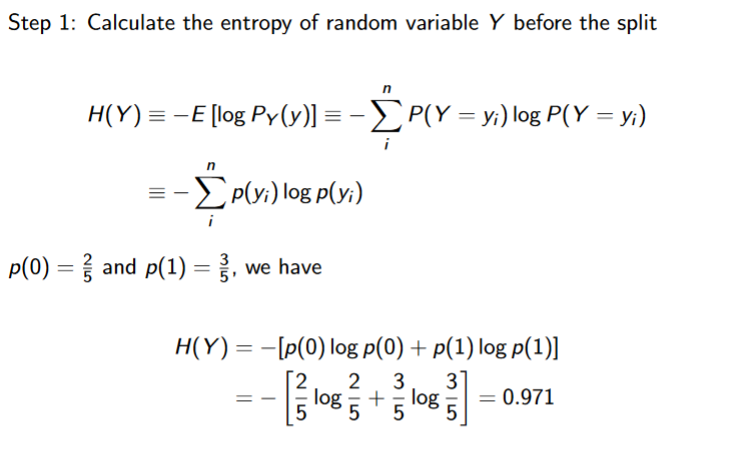 Step 1: Calculate the entropy of random variable Y before the split
H(Y) ≡ −E [log P_Y(y)] ≡ − ∑_i^n P(Y = y_i) log P(Y = y_i)
≡ − ∑_i^n p(y_i) log p(y_i)
p(0) = 2/5 and p(1) = 3/5, we have
H(Y) = −[p(0) log p(0) + p(1) log p(1)]
= − [2/5 log 2/5 + 3/5 log 3/5] = 0.971